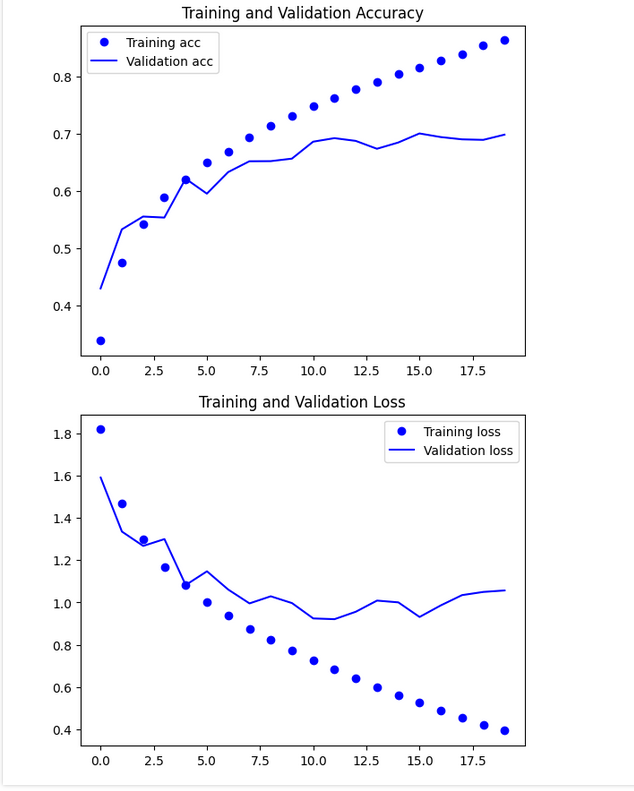 Training and Validation Accuracy
Training acc
Validation acc
0.8
0.7
0.6
0.5
0.4
0.0 2.5 5.0 7.5 10.0 12.5 15.0 17.5
Training and Validation Loss
Training loss
Validation loss
1.8
1.6
1.4
1.2
1.0
0.8
0.6
0.4
0.0 2.5 5.0 7.5 10.0 12.5 15.0 17.5